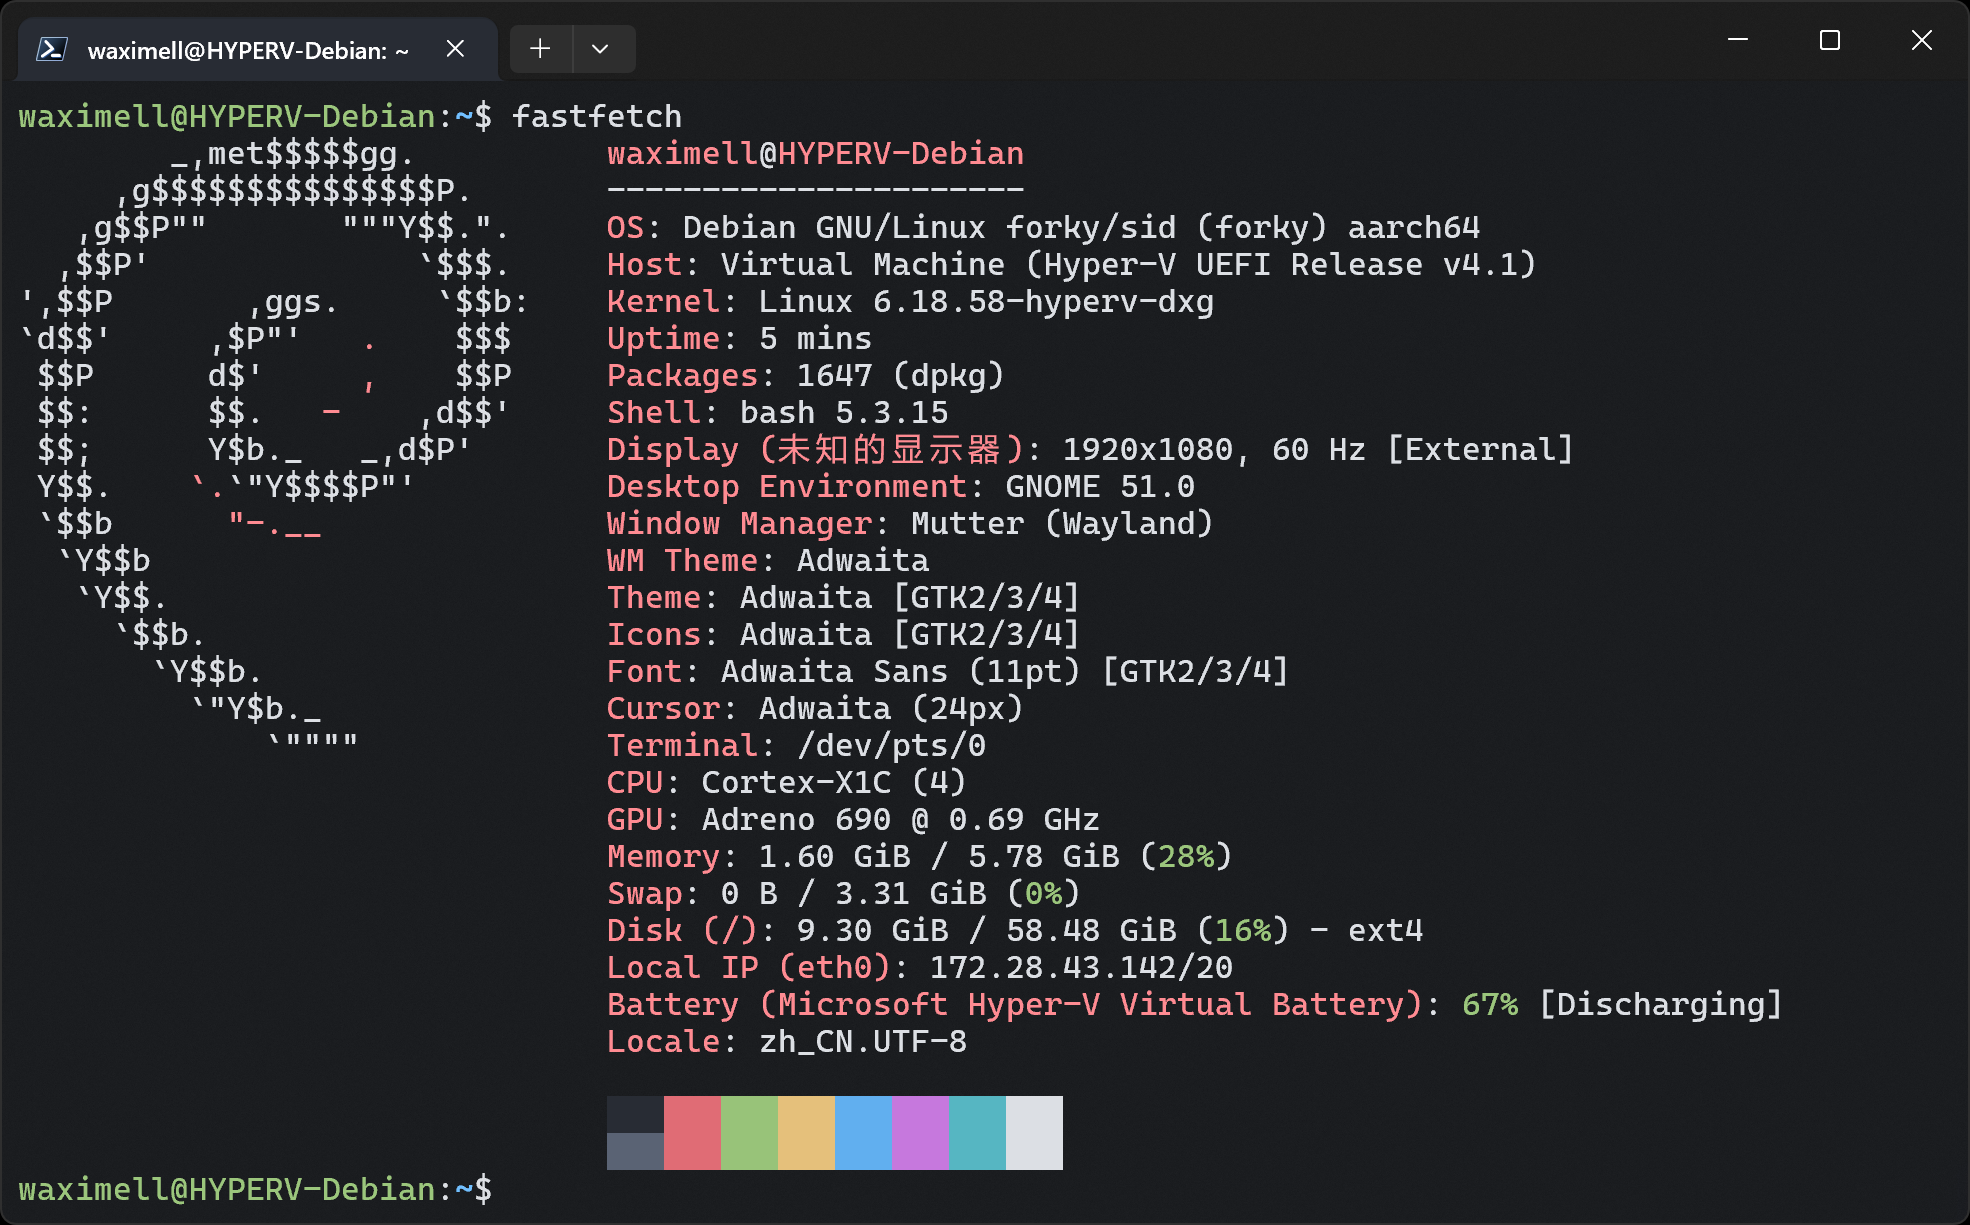 waximell@HYPERV-Debian: ~
waximell@HYPERV-Debian:~$ fastfetch
        _,met$$$$$gg.          waximell@HYPERV-Debian
     ,g$$$$$$$$$$$$$$$P.       ----------------------
   ,g$$P""       """Y$$.".     OS: Debian GNU/Linux forky/sid (forky) aarch64
  ,$$P'              `$$$.     Host: Virtual Machine (Hyper-V UEFI Release v4.1)
',$$P       ,ggs.     `$$b:    Kernel: Linux 6.18.58-hyperv-dxg
`d$$'     ,$P"'   .    $$$     Uptime: 5 mins
 $$P      d$'     ,    $$P     Packages: 1647 (dpkg)
 $$:      $$.   -    ,d$$'     Shell: bash 5.3.15
 $$;      Y$b._   _,d$P'       Display (未知的显示器): 1920x1080, 60 Hz [External]
 Y$$.    `.`"Y$$$$P"'          Desktop Environment: GNOME 51.0
 `$$b      "-.__               Window Manager: Mutter (Wayland)
  `Y$$b                        WM Theme: Adwaita
   `Y$$.                       Theme: Adwaita [GTK2/3/4]
     `$$b.                     Icons: Adwaita [GTK2/3/4]
       `Y$$b.                  Font: Adwaita Sans (11pt) [GTK2/3/4]
         `"Y$b._               Cursor: Adwaita (24px)
             `""""             Terminal: /dev/pts/0
                               CPU: Cortex-X1C (4)
                               GPU: Adreno 690 @ 0.69 GHz
                               Memory: 1.60 GiB / 5.78 GiB (28%)
                               Swap: 0 B / 3.31 GiB (0%)
                               Disk (/): 9.30 GiB / 58.48 GiB (16%) - ext4
                               Local IP (eth0): 172.28.43.142/20
                               Battery (Microsoft Hyper-V Virtual Battery): 67% [Discharging]
                               Locale: zh_CN.UTF-8
waximell@HYPERV-Debian:~$